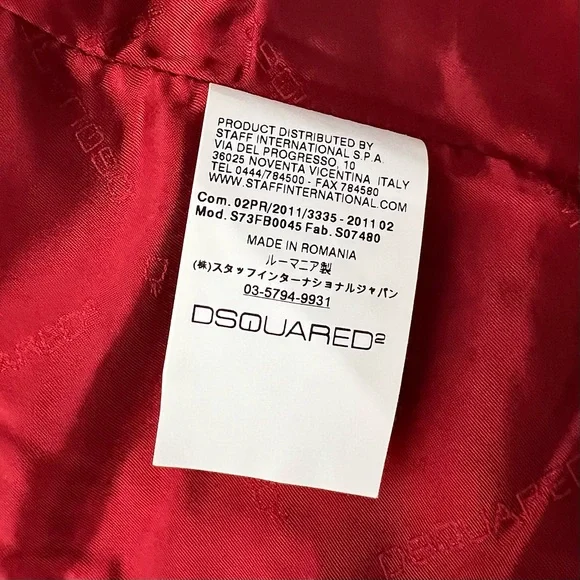 PRODUCT DISTRIBUTED BY
STAFF INTERNATIONAL S.P.A.
VIA DEL PROGRESSO, 10
36025 NOVENTA VICENTINA, ITALY
TEL 0444/784500 - FAX 784580
WWW.STAFFINTERNATIONAL.COM
Com. 02PR/2011/3335 - 2011 02
Mod. S73FB0045 Fab. S07480
MADE IN ROMANIA
ルーマニア製
(株)スタッフインターナショナルジャパン
03-5794-9931
DSQUARED²
DSQUARED